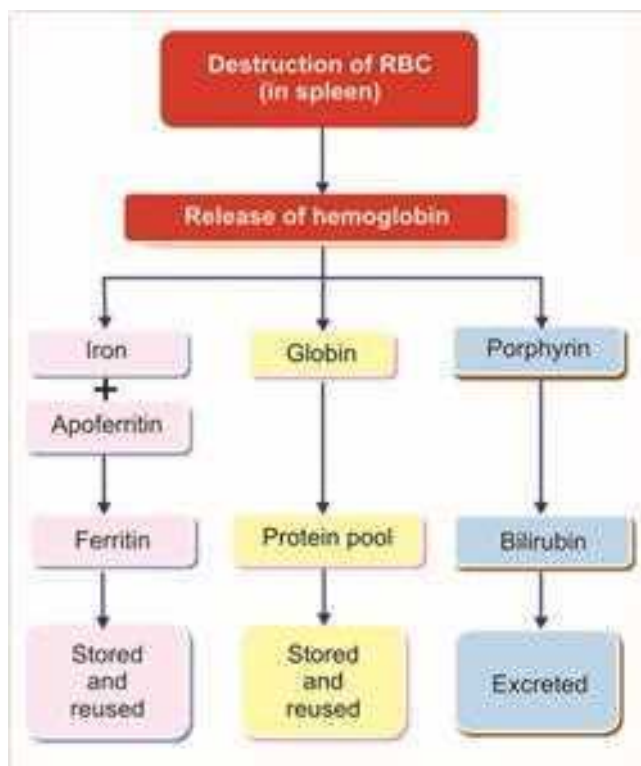 Destruction of RBC
(in spleen)
Release of hemoglobin
Iron
+
Apoferritin
Ferritin
Stored
and
reused
Globin
Protein pool
Stored
and
reused
Porphyrin
Bilirubin
Excreted